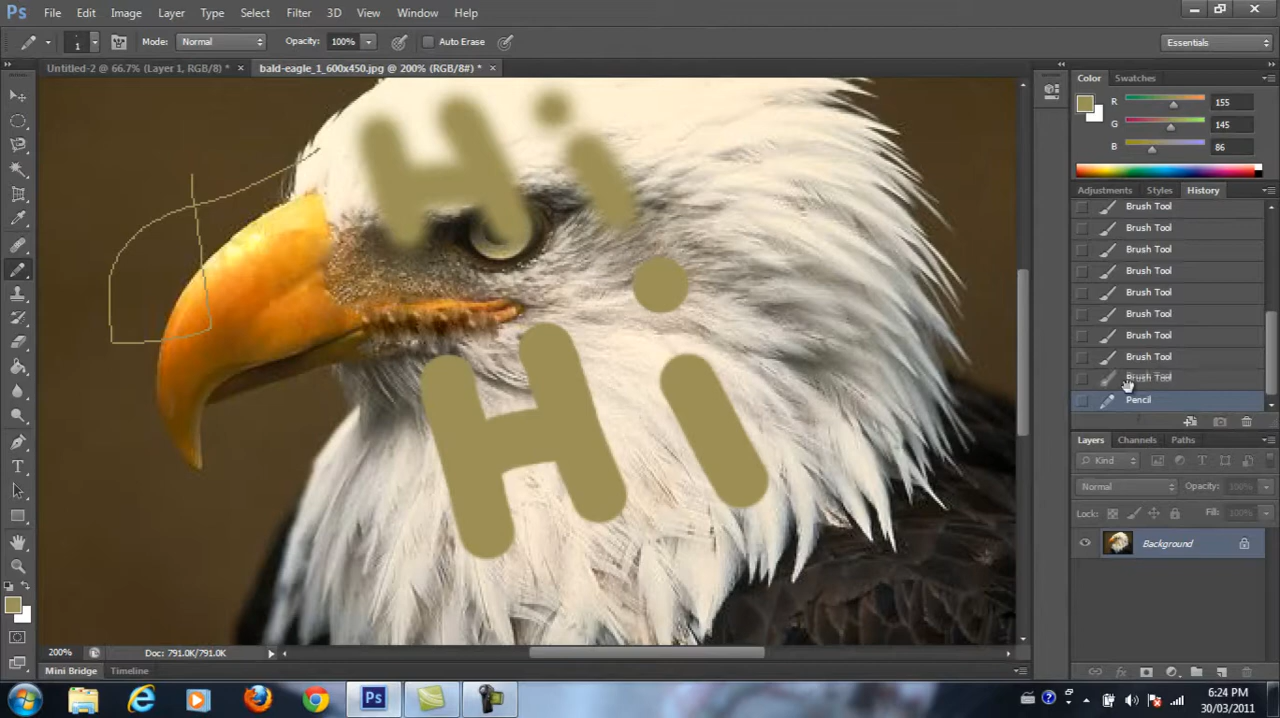 Ps File Edit Image Layer Type Select Filter 3D View Window Help
1 Mode: Normal Opacity: 100% Auto Erase Essentials
Untitled-2 @ 66.7% (Layer 1, RGB/8) * × bald-eagle_1_600x450.jpg @ 200% (RGB/8#) * ×
Color Swatches
R 155
G 145
B 86
Adjustments Styles History
Brush Tool
Brush Tool
Brush Tool
Brush Tool
Brush Tool
Brush Tool
Brush Tool
Brush Tool
Brush Tool
Pencil
Hi
Hi
Layers Channels Paths
Kind
Normal Opacity: 100%
Lock: Fill: 100%
Background
200% Doc: 791.0K/791.0K
Mini Bridge Timeline
Ps
6:24 PM
30/03/2011